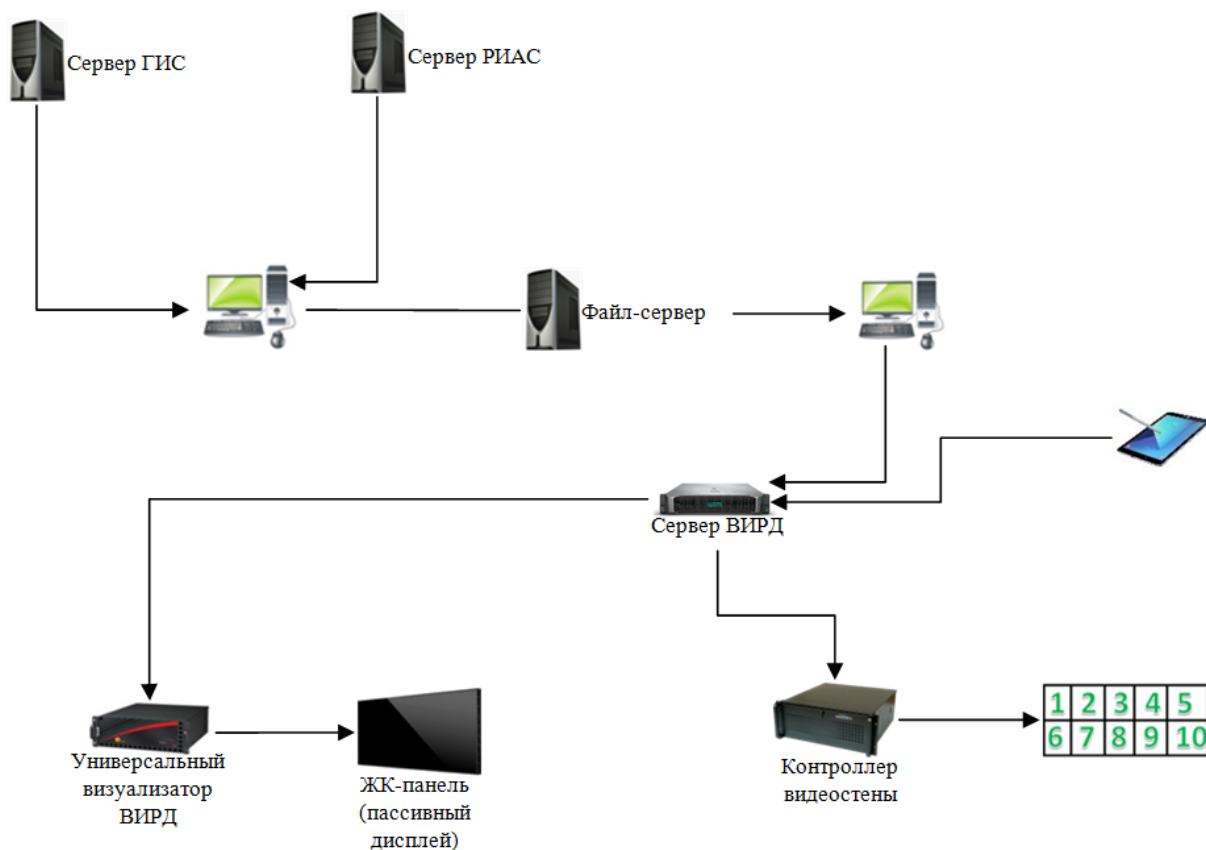 Сервер ГИС
Сервер РИАС
Файл-сервер
Сервер ВИРД
Универсальный
визуализатор
ВИРД
ЖК-панель
(пассивный
дисплей)
Контроллер
видеостены
1 2 3 4 5
6 7 8 9 10